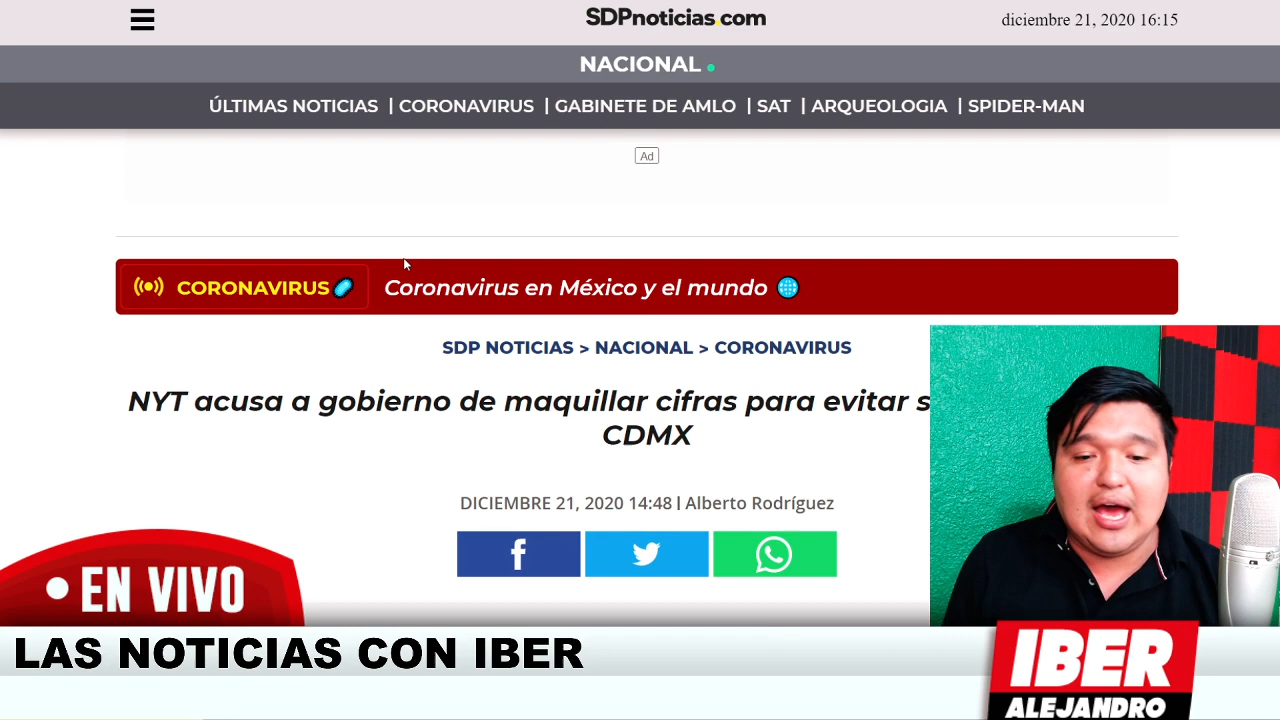 SDPnoticias.com
diciembre 21, 2020 16:15
NACIONAL
ÚLTIMAS NOTICIAS | CORONAVIRUS | GABINETE DE AMLO | SAT | ARQUEOLOGIA | SPIDER-MAN
Ad
CORONAVIRUS
Coronavirus en México y el mundo
SDP NOTICIAS > NACIONAL > CORONAVIRUS
NYT acusa a gobierno de maquillar cifras para evitar s
CDMX
DICIEMBRE 21, 2020 14:48 | Alberto Rodríguez
EN VIVO
LAS NOTICIAS CON IBER
IBER
ALEJANDRO